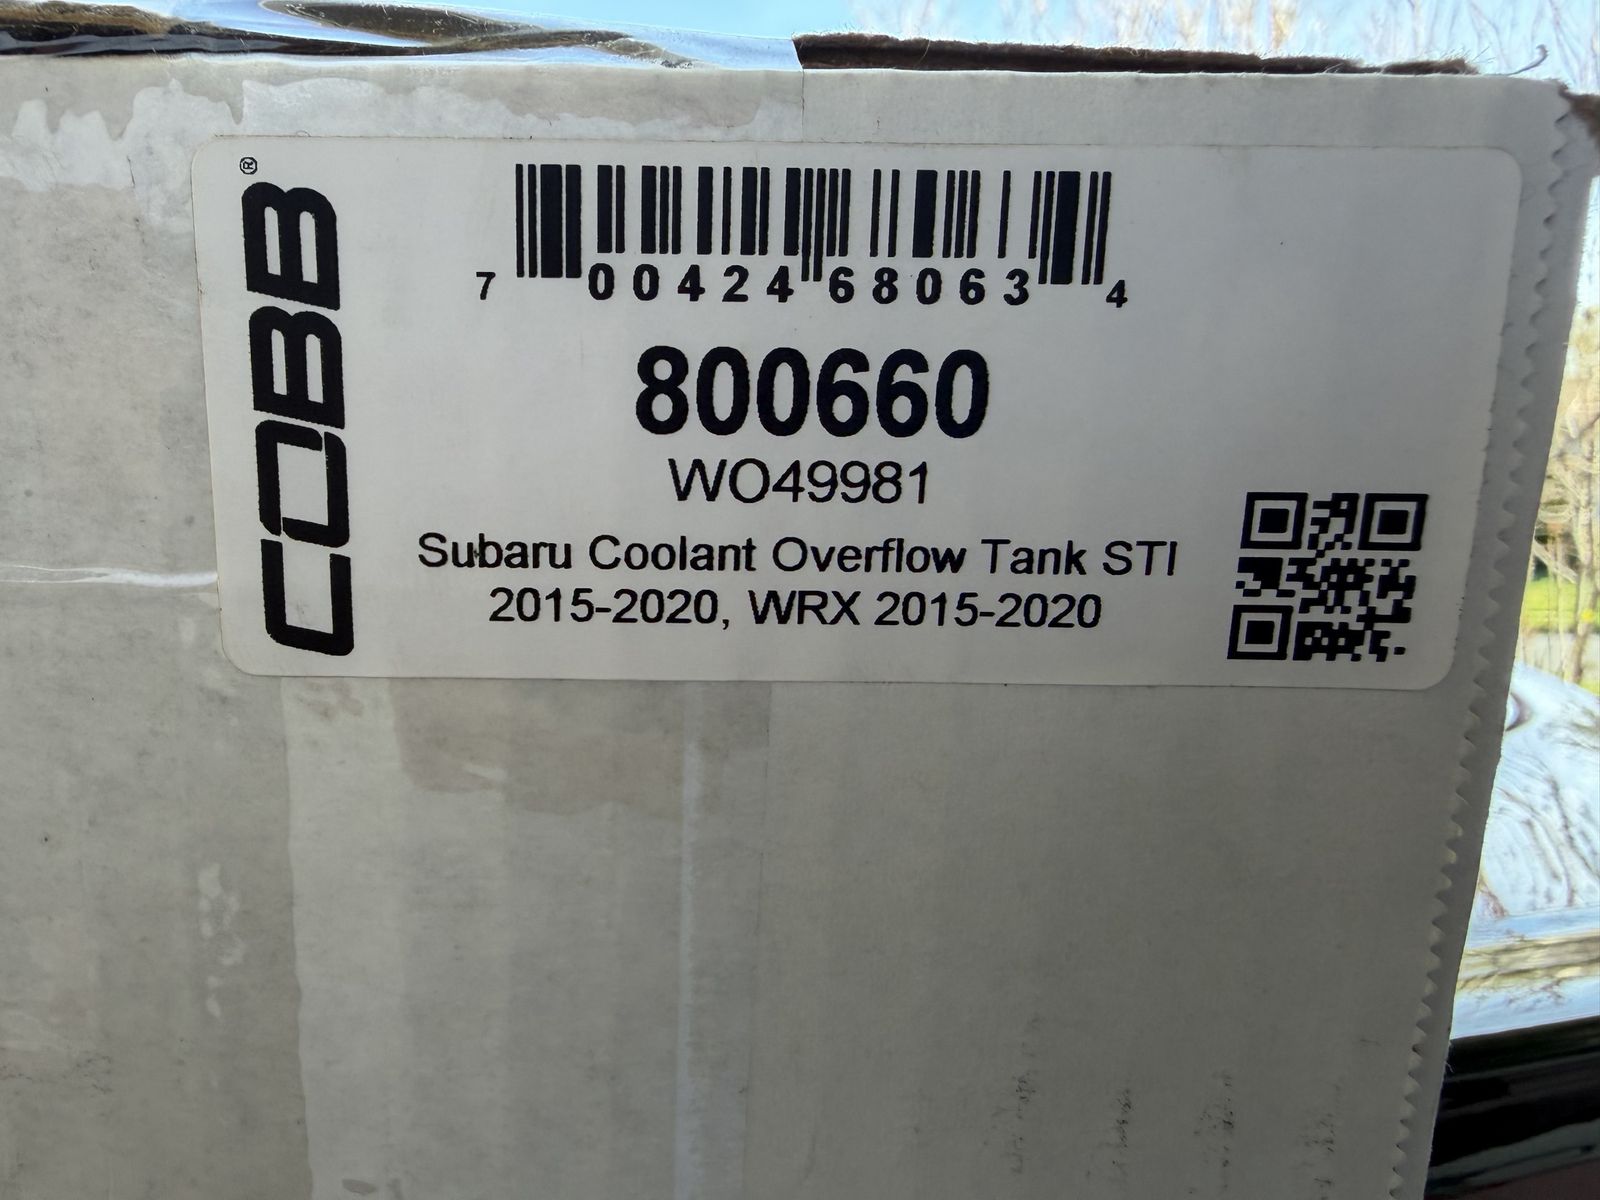 COBB®
7 00424 68063 4
800660
WO49981
Subaru Coolant Overflow Tank STI
2015-2020, WRX 2015-2020